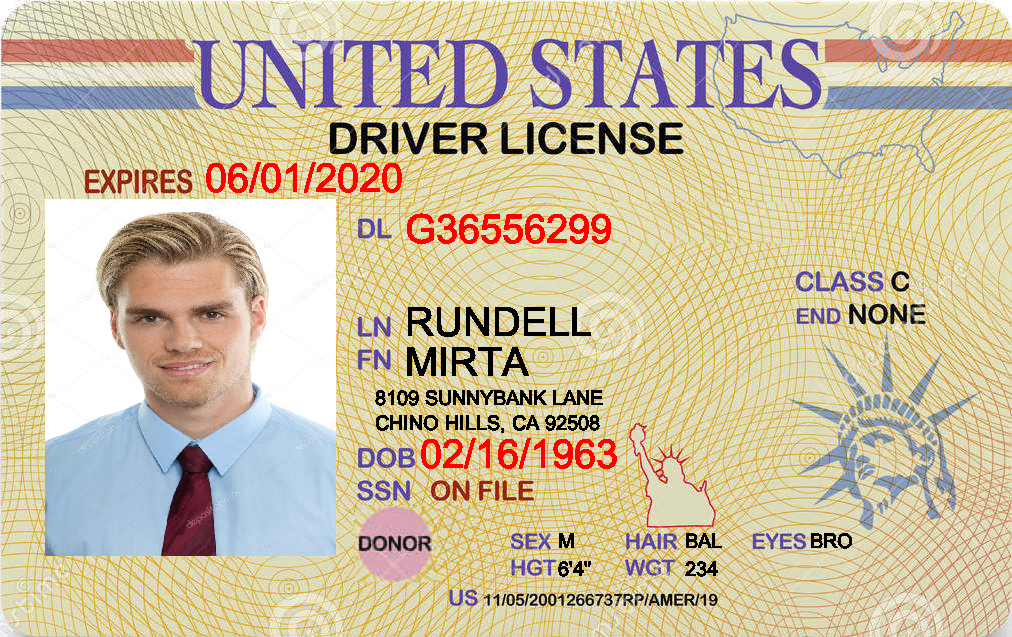 UNITED STATES
DRIVER LICENSE
EXPIRES 06/01/2020
DL G36556299
CLASS C
END NONE
LN RUNDELL
FN MIRTA
8109 SUNNYBANK LANE
CHINO HILLS, CA 92508
DOB 02/16/1963
SSN ON FILE
DONOR
SEX M HAIR BAL EYES BRO
HGT 6'4" WGT 234
US 11/05/2001266737RP/AMER/19